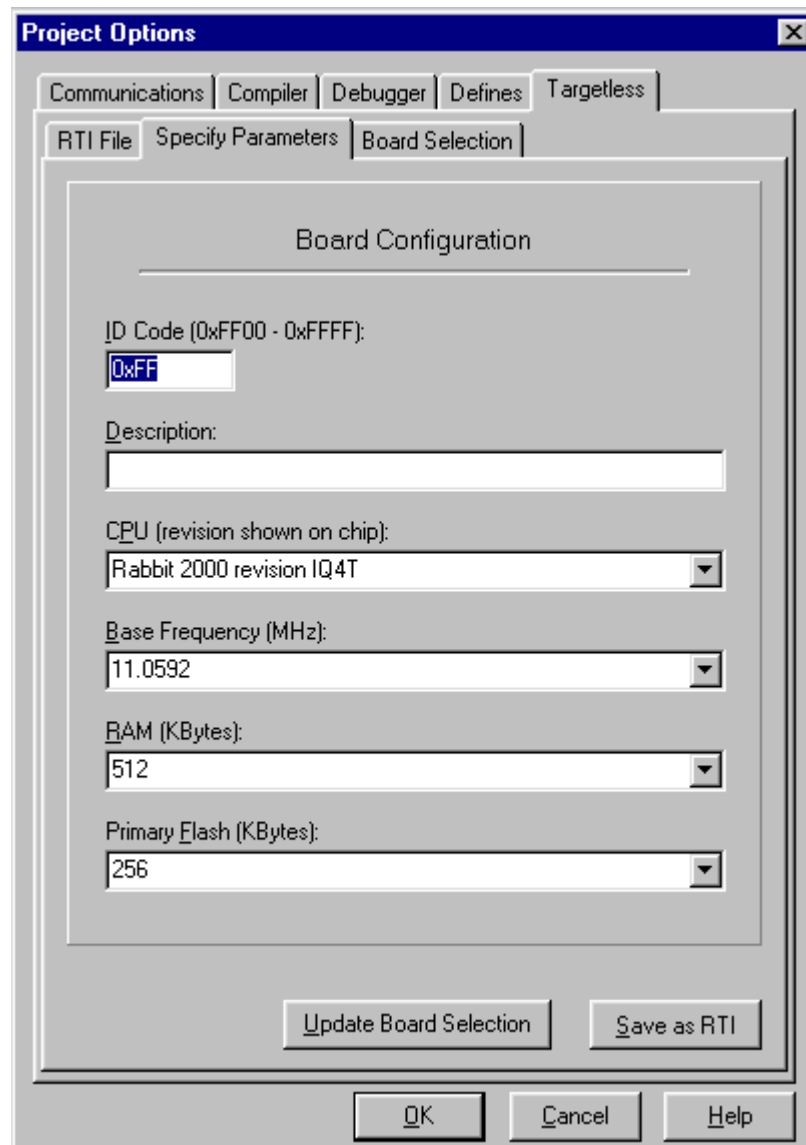 Project Options
Communications Compiler Debugger Defines Targetless
RTI File Specify Parameters Board Selection
Board Configuration
ID Code (0xFF00 - 0xFFFF):
0xFF
Description:
CPU (revision shown on chip):
Rabbit 2000 revision IQ4T
Base Frequency (MHz):
11.0592
RAM (KBytes):
512
Primary Flash (KBytes):
256
Update Board Selection Save as RTI
OK Cancel Help